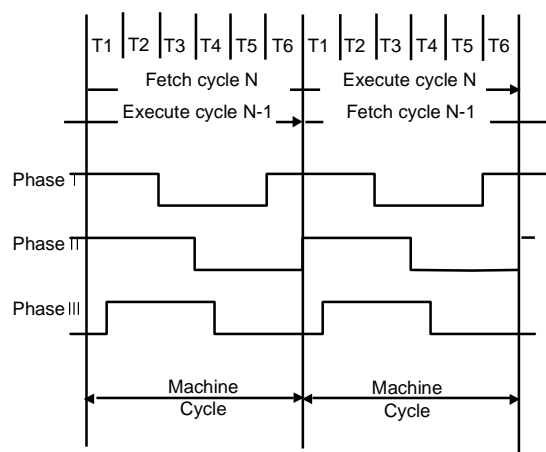 T1 T2 T3 T4 T5 T6 T1 T2 T3 T4 T5 T6
Fetch cycle N Execute cycle N
Execute cycle N-1 Fetch cycle N-1
Phase I
Phase II
Phase III
Machine Machine
Cycle Cycle